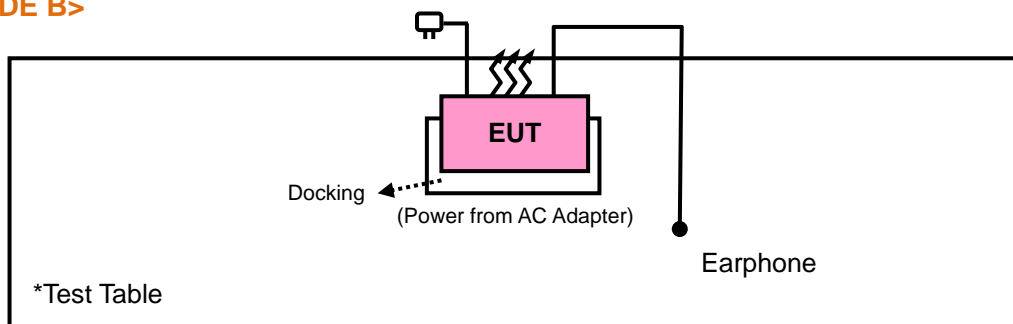 DE B>
EUT
Docking
(Power from AC Adapter)
Earphone
*Test Table